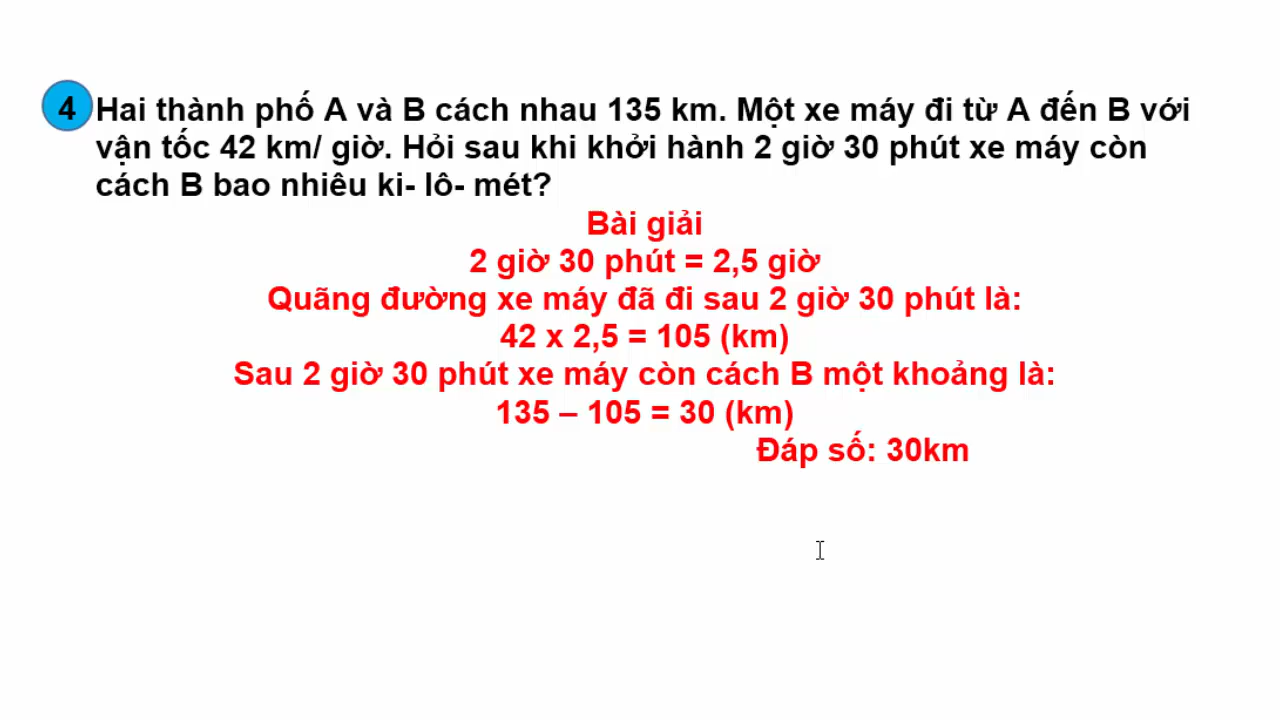 4 Hai thành phố A và B cách nhau 135 km. Một xe máy đi từ A đến B với
vận tốc 42 km/ giờ. Hỏi sau khi khởi hành 2 giờ 30 phút xe máy còn
cách B bao nhiêu ki- lô- mét?
Bài giải
2 giờ 30 phút = 2,5 giờ
Quãng đường xe máy đã đi sau 2 giờ 30 phút là:
42 x 2,5 = 105 (km)
Sau 2 giờ 30 phút xe máy còn cách B một khoảng là:
135 – 105 = 30 (km)
Đáp số: 30km